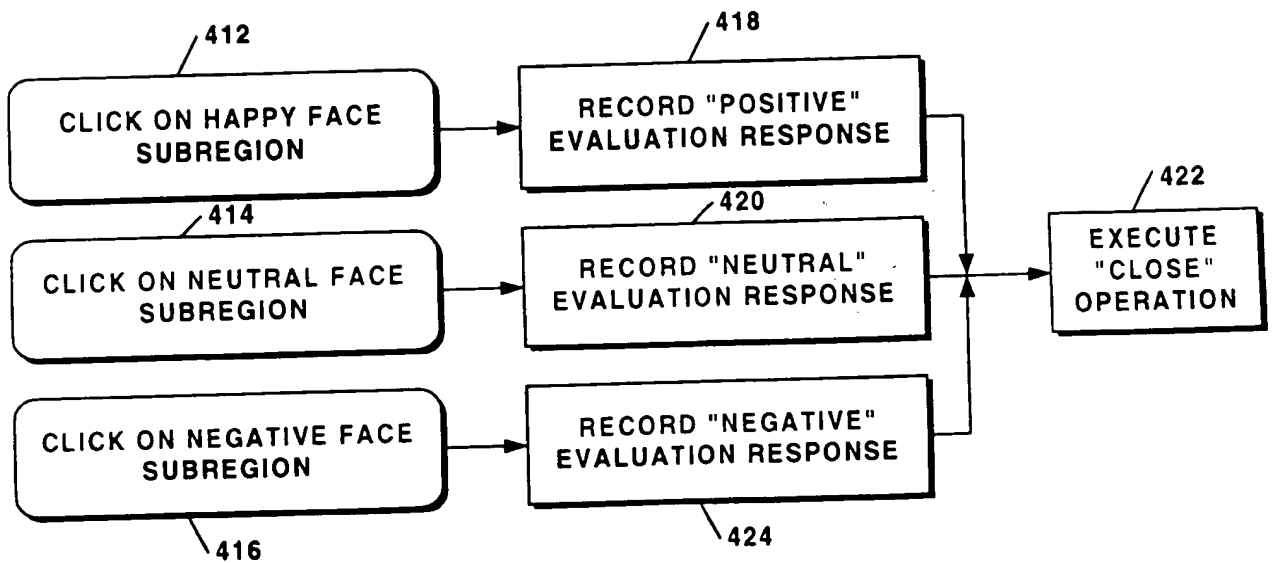 412
CLICK ON HAPPY FACE
SUBREGION
418
RECORD "POSITIVE"
EVALUATION RESPONSE
414
CLICK ON NEUTRAL FACE
SUBREGION
420
RECORD "NEUTRAL"
EVALUATION RESPONSE
422
EXECUTE
"CLOSE"
OPERATION
CLICK ON NEGATIVE FACE
SUBREGION
416
RECORD "NEGATIVE"
EVALUATION RESPONSE
424